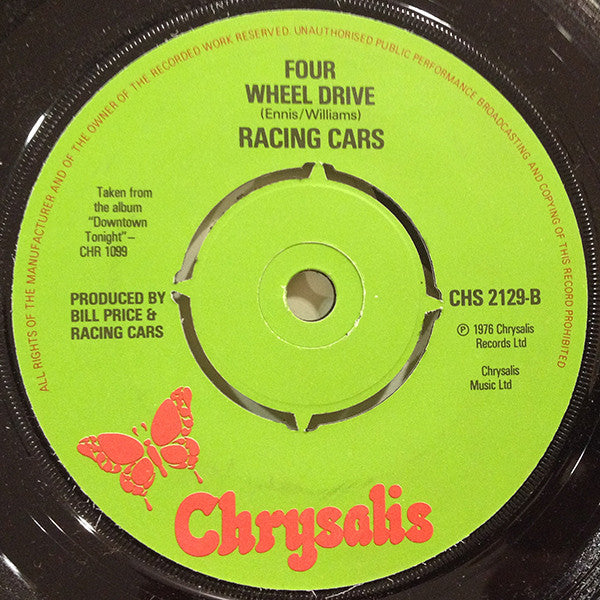 ALL RIGHTS OF THE MANUFACTURER AND OF THE OWNER OF THE RECORDED WORK RESERVED. UNAUTHORISED PUBLIC PERFORMANCE BROADCASTING AND COPYING OF THIS RECORD PROHIBITED
FOUR
WHEEL DRIVE
(Ennis/Williams)
RACING CARS
Taken from
the album
"Downtown
Tonight"–
CHR 1099
PRODUCED BY
BILL PRICE &
RACING CARS
CHS 2129-B
℗ 1976 Chrysalis
Records Ltd
Chrysalis
Music Ltd
Chrysalis